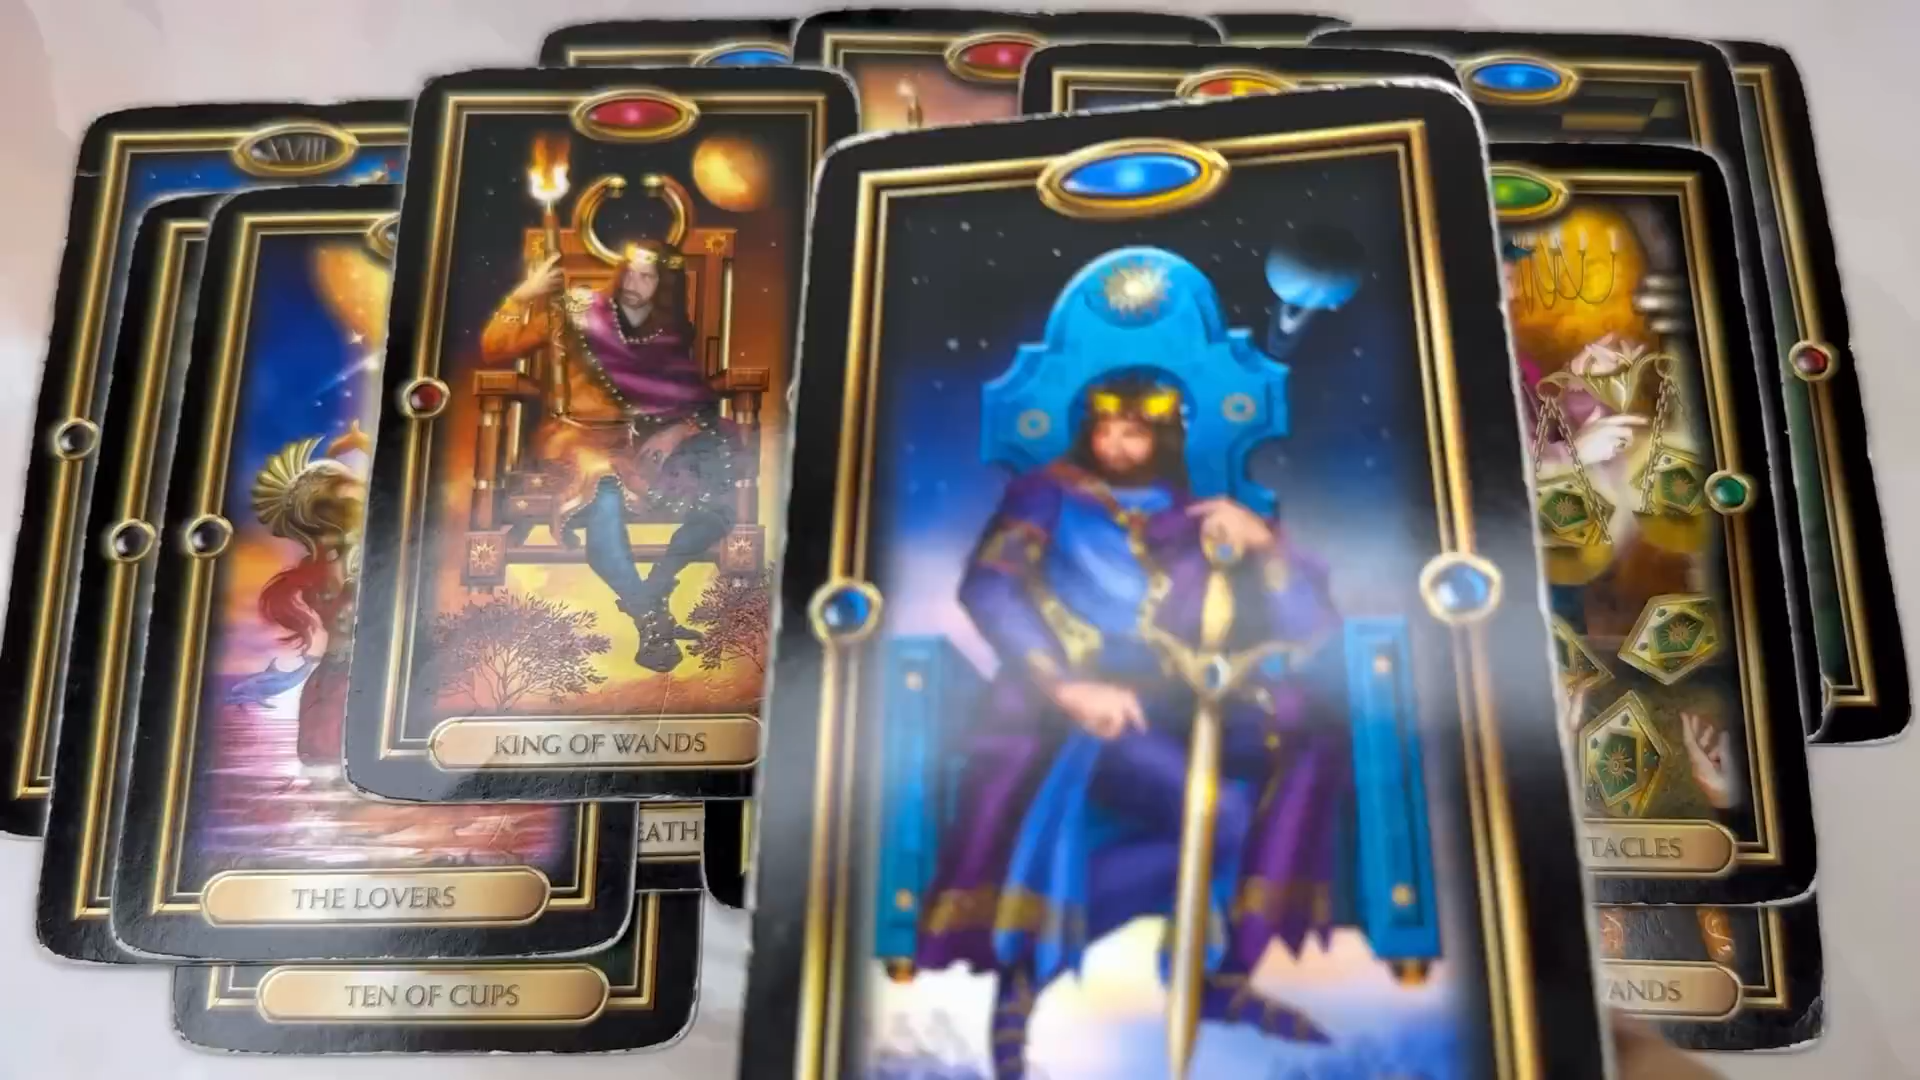 XVIII
KING OF WANDS
EATH
TACLES
THE LOVERS
ANDS
TEN OF CUPS